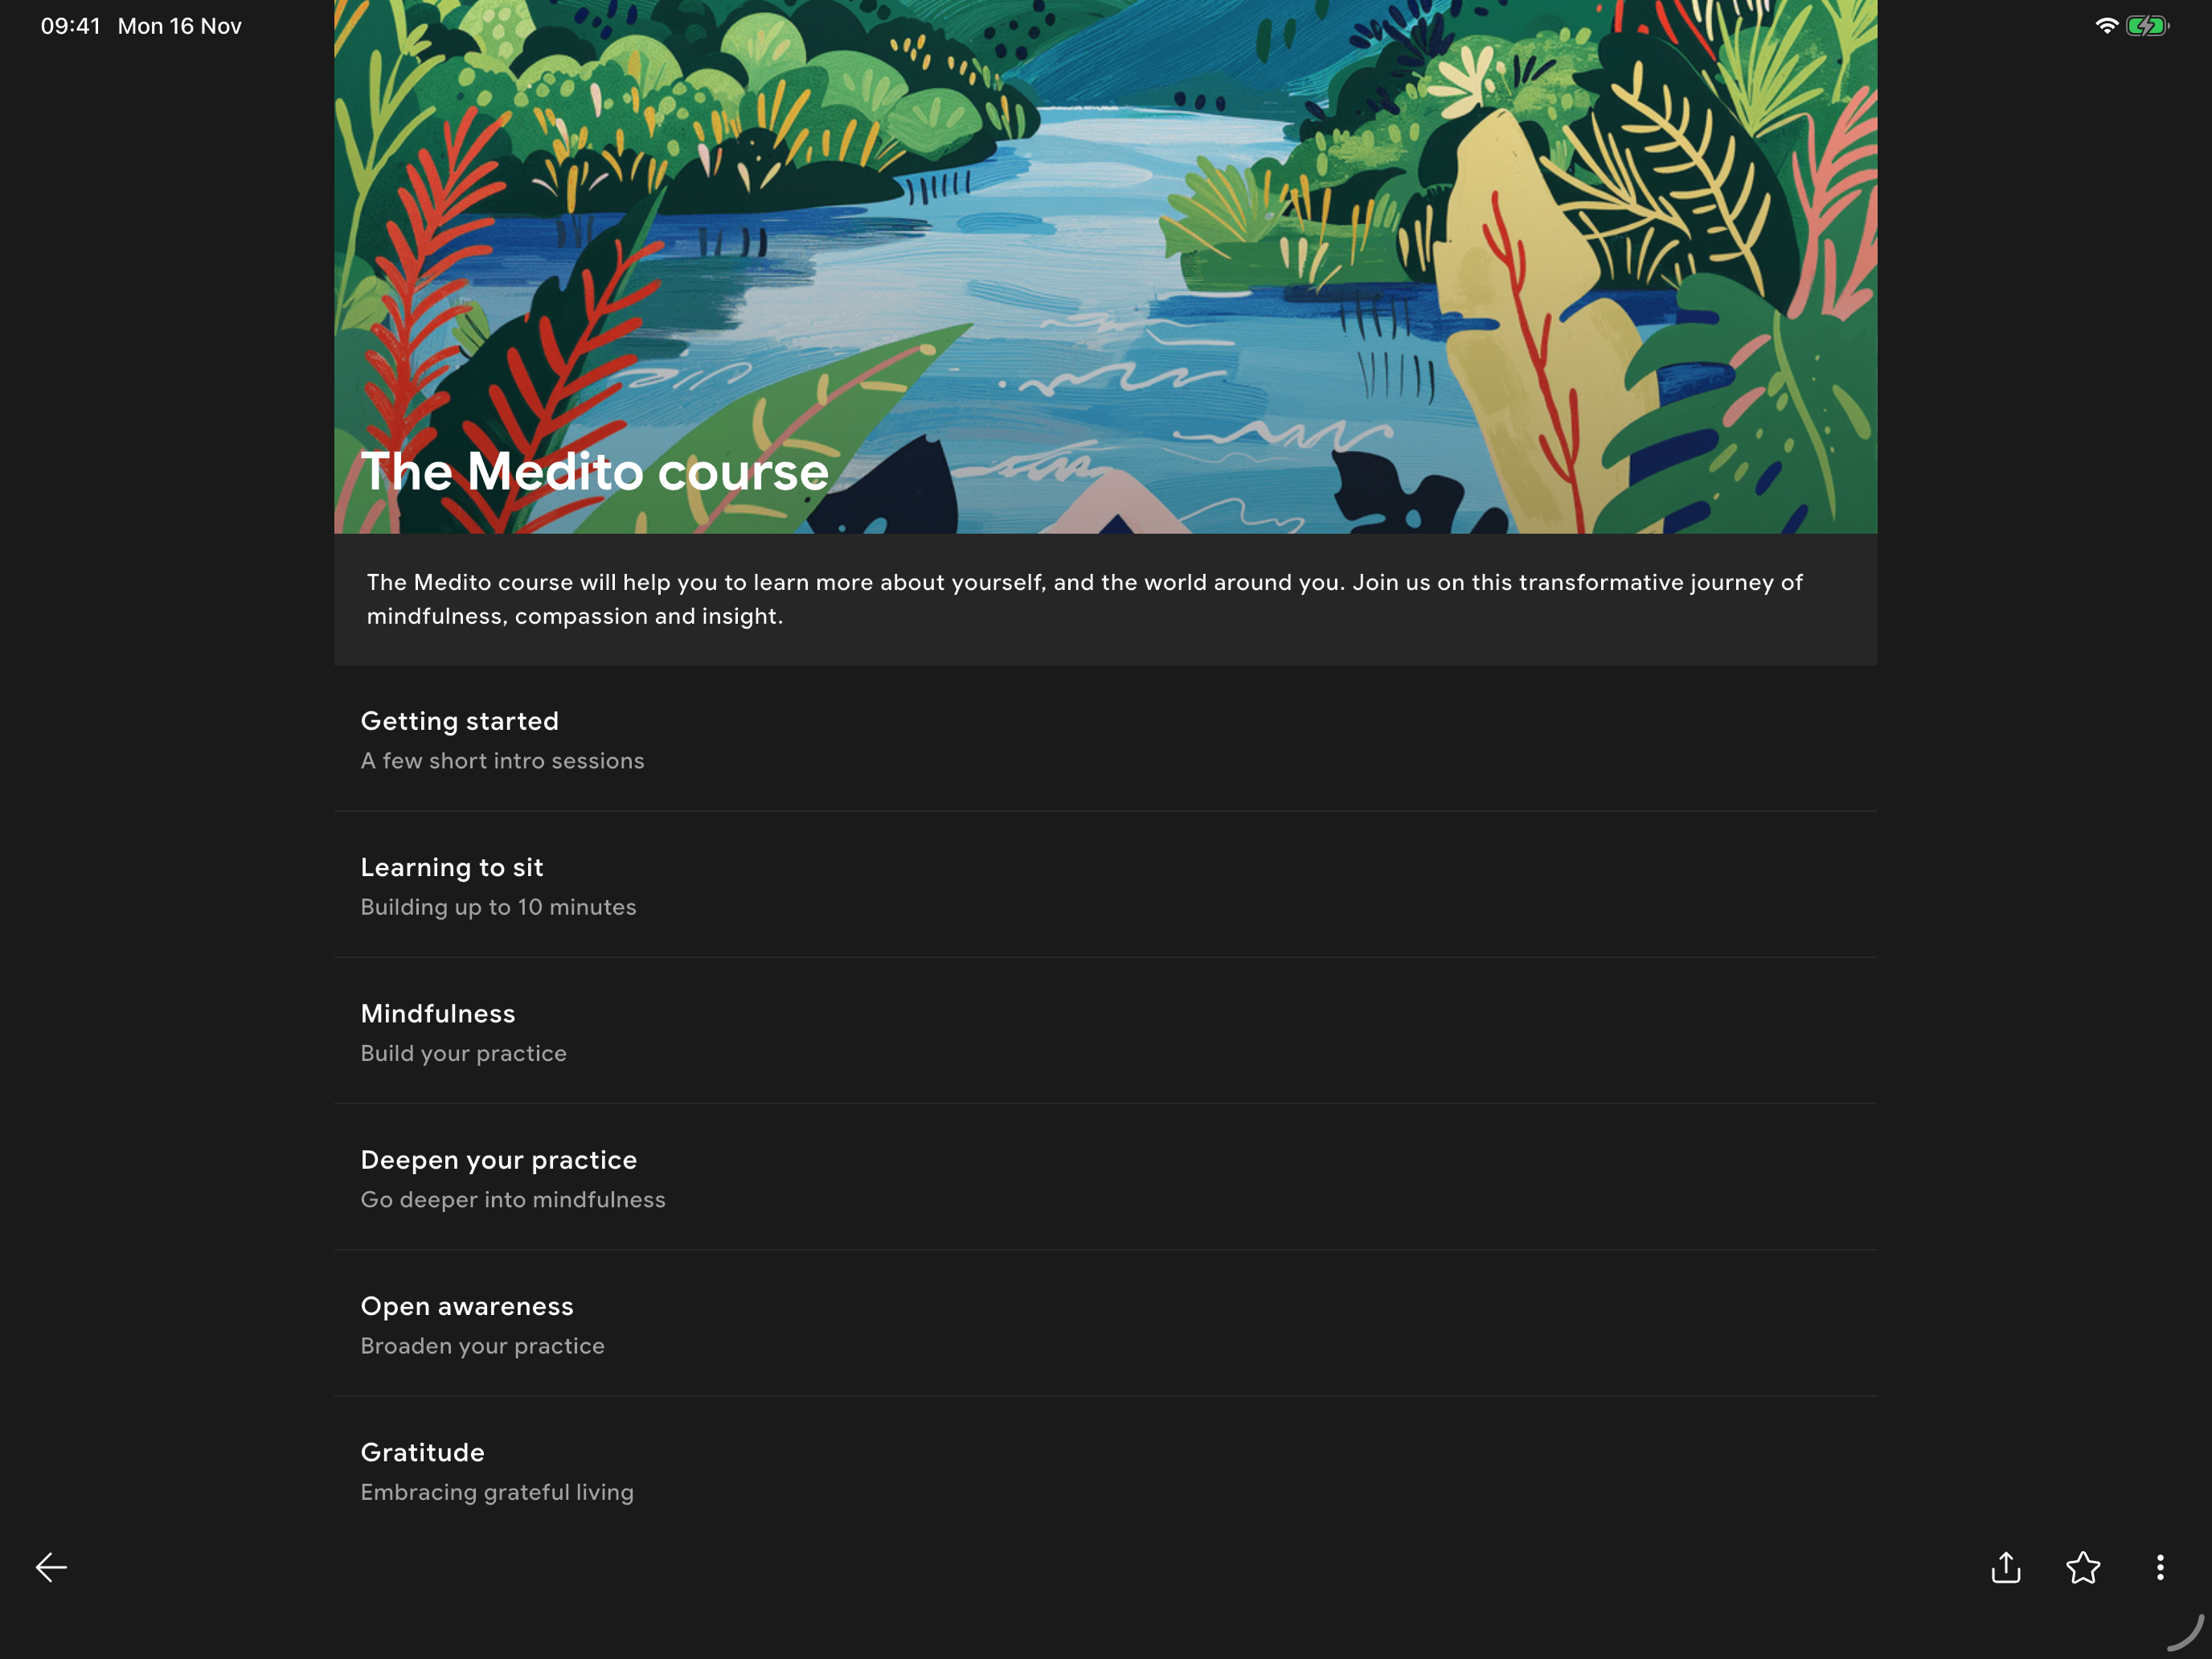 09:41 Mon 16 Nov
The Medito course
The Medito course will help you to learn more about yourself, and the world around you. Join us on this transformative journey of
mindfulness, compassion and insight.
Getting started
A few short intro sessions
Learning to sit
Building up to 10 minutes
Mindfulness
Build your practice
Deepen your practice
Go deeper into mindfulness
Open awareness
Broaden your practice
Gratitude
Embracing grateful living